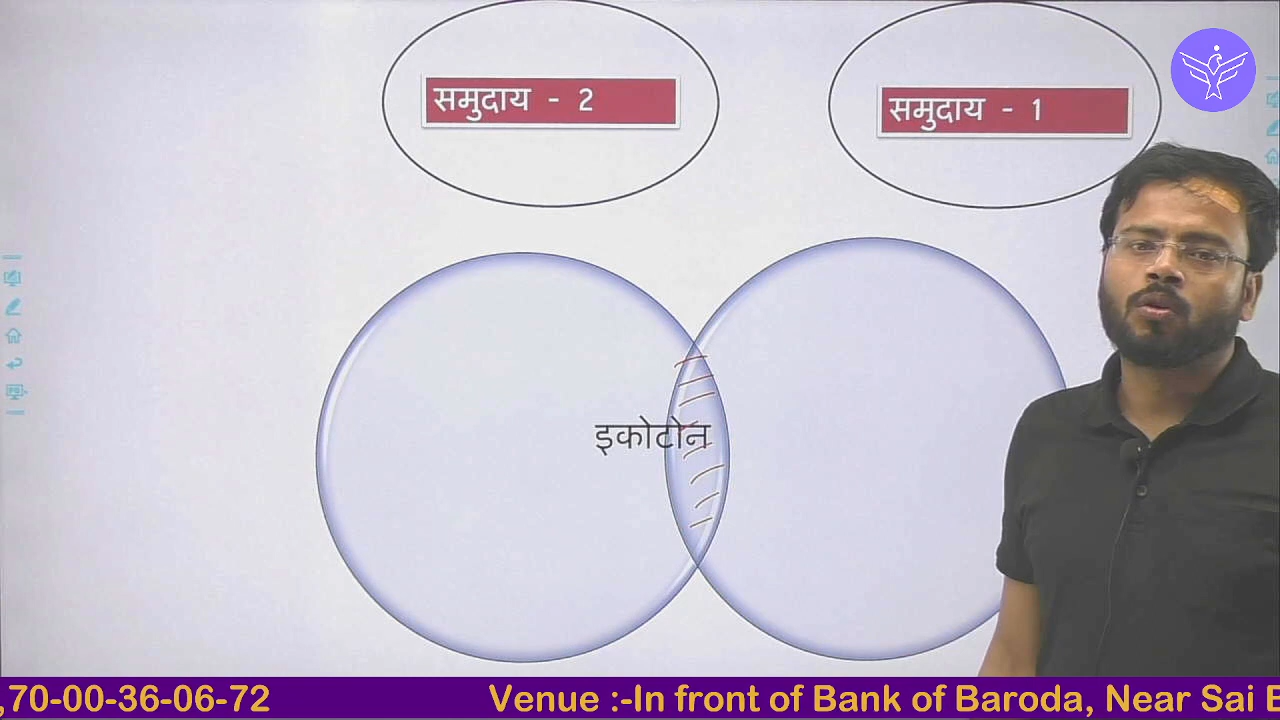 समुदाय - 2
समुदाय - 1
इकोटोन
,70-00-36-06-72 Venue :-In front of Bank of Baroda, Near Sai